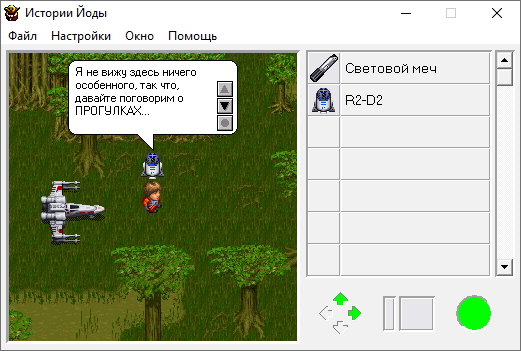 Истории Йоды
Файл Настройки Окно Помощь
Я не вижу здесь ничего
особенного, так что,
давайте поговорим о
ПРОГУЛКАХ...
Световой меч
R2-D2